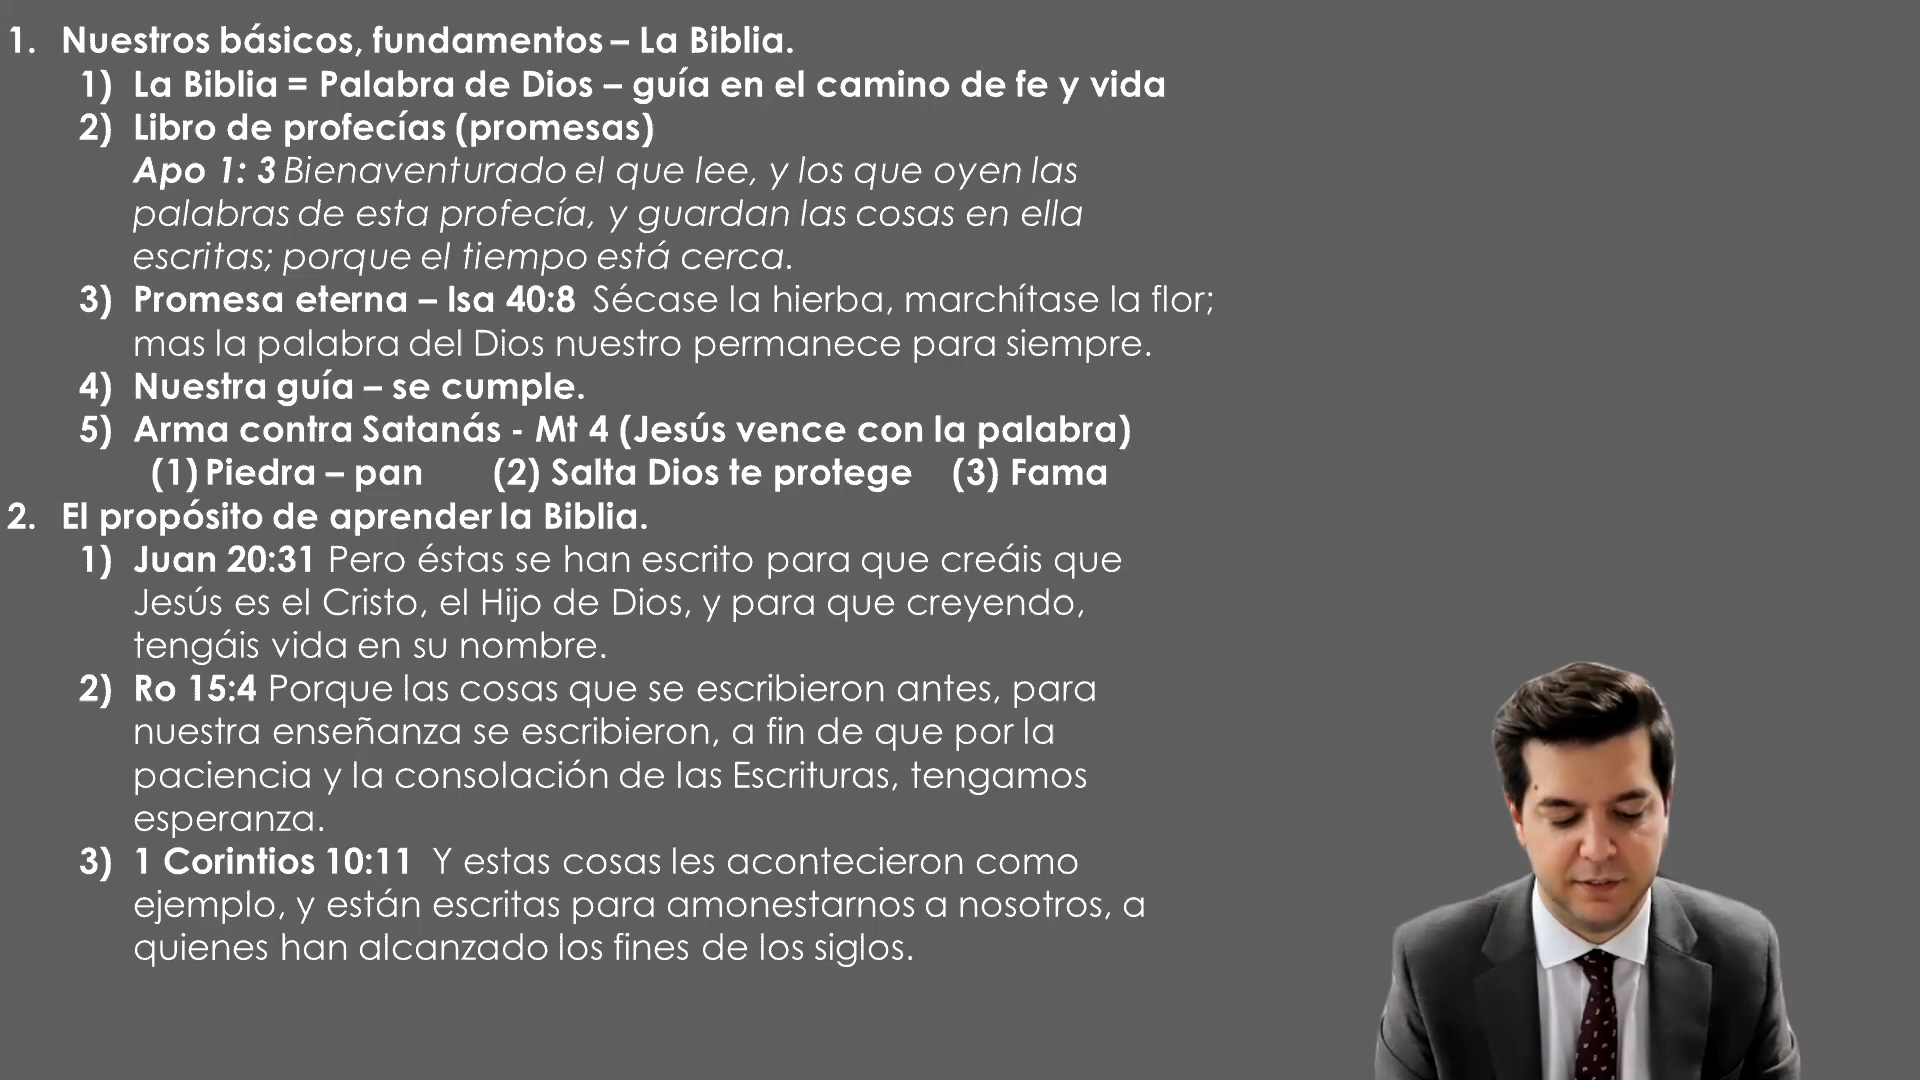 1. Nuestros básicos, fundamentos – La Biblia.
1) La Biblia = Palabra de Dios – guía en el camino de fe y vida
2) Libro de profecías (promesas)
Apo 1: 3 Bienaventurado el que lee, y los que oyen las
palabras de esta profecía, y guardan las cosas en ella
escritas; porque el tiempo está cerca.
3) Promesa eterna – Isa 40:8 Sécase la hierba, marchítase la flor;
mas la palabra del Dios nuestro permanece para siempre.
4) Nuestra guía – se cumple.
5) Arma contra Satanás - Mt 4 (Jesús vence con la palabra)
(1) Piedra – pan (2) Salta Dios te protege (3) Fama
2. El propósito de aprender la Biblia.
1) Juan 20:31 Pero éstas se han escrito para que creáis que
Jesús es el Cristo, el Hijo de Dios, y para que creyendo,
tengáis vida en su nombre.
2) Ro 15:4 Porque las cosas que se escribieron antes, para
nuestra enseñanza se escribieron, a fin de que por la
paciencia y la consolación de las Escrituras, tengamos
esperanza.
3) 1 Corintios 10:11 Y estas cosas les acontecieron como
ejemplo, y están escritas para amonestarnos a nosotros, a
quienes han alcanzado los fines de los siglos.